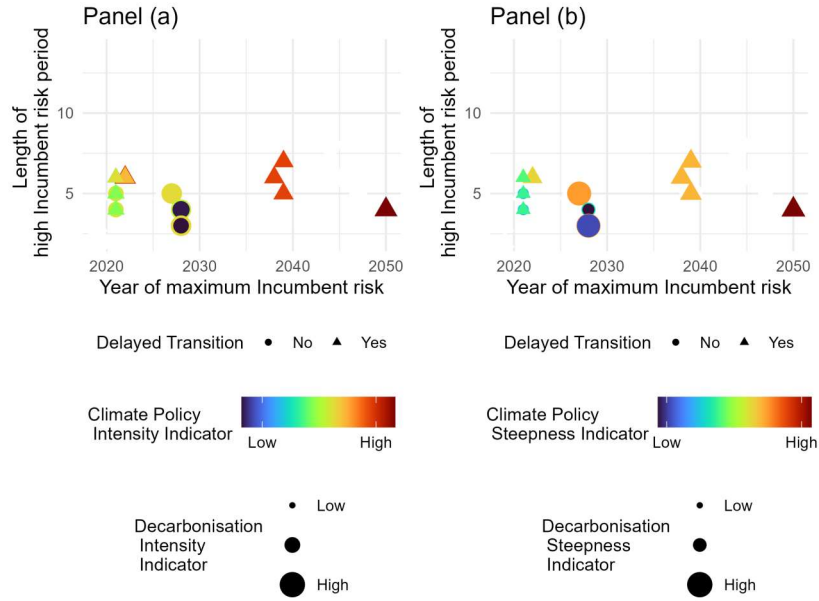 Panel (a)
Length of
high Incumbent risk period
10
5
2020 2030 2040 2050
Year of maximum Incumbent risk
Delayed Transition No Yes
Climate Policy
Intensity Indicator
Low High
Decarbonisation
Intensity
Indicator
Low
High
Panel (b)
Length of
high Incumbent risk period
10
5
2020 2030 2040 2050
Year of maximum Incumbent risk
Delayed Transition No Yes
Climate Policy
Steepness Indicator
Low High
Decarbonisation
Steepness
Indicator
Low
High